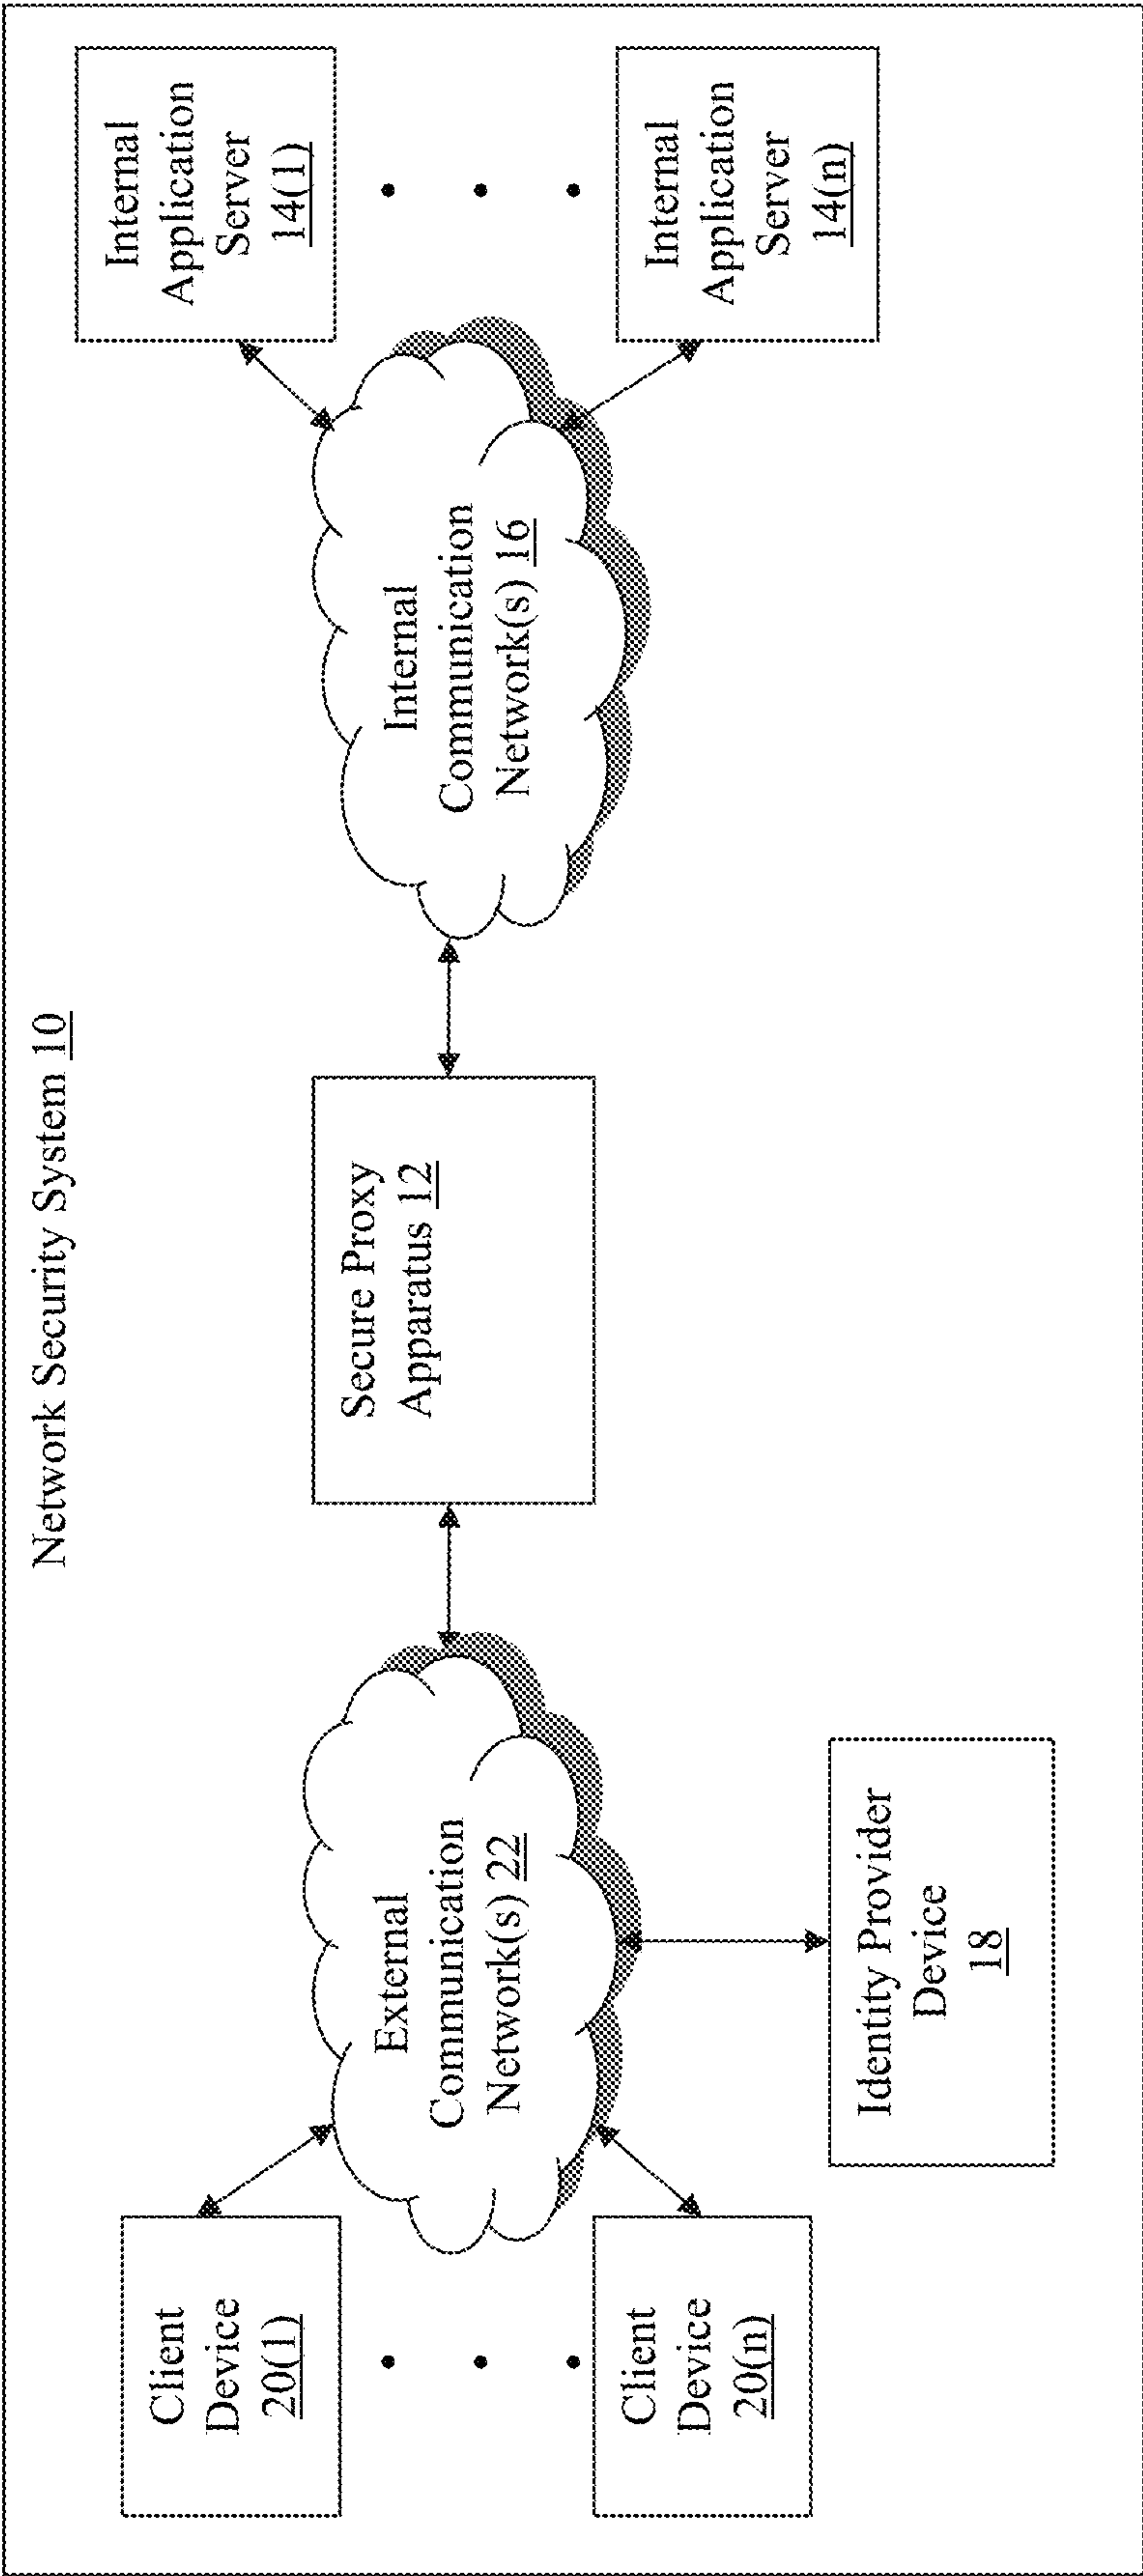 Network Security System 10
Client
Device
20(1)
Client
Device
20(n)
External
Communication
Network(s) 22
Identity Provider
Device
18
Secure Proxy
Apparatus 12
Internal
Communication
Network(s) 16
Internal
Application
Server
14(1)
Internal
Application
Server
14(n)